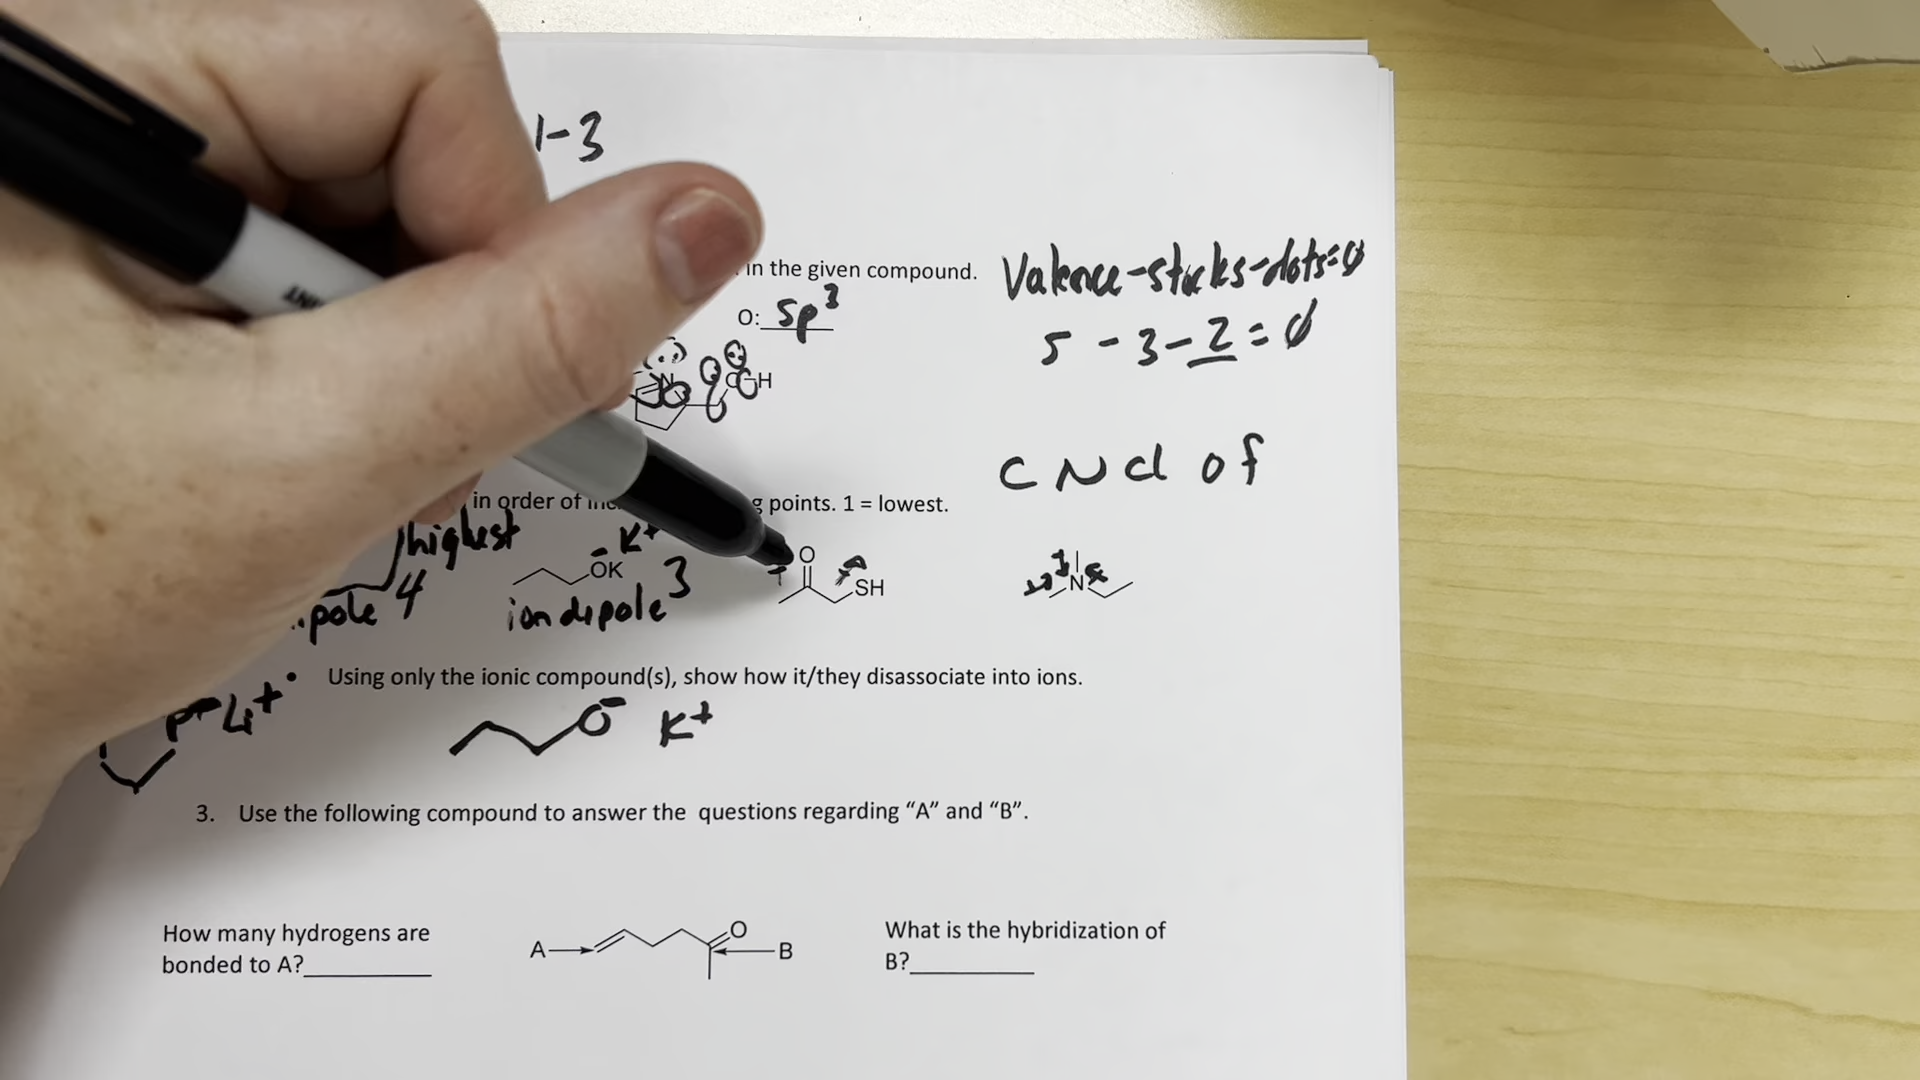 1-3
in the given compound.
Valence-sticks-dots=0
O: sp3
5 - 3 - 2 = 0
N
O-H
C N Cl O F
in order of
points. 1 = lowest.
highest
K+
OK
3
O
SH
N
pole 4
ion dipole
• Using only the ionic compound(s), show how it/they disassociate into ions.
Li+
O- K+
3. Use the following compound to answer the questions regarding “A” and “B”.
How many hydrogens are
bonded to A?__________
A
O
B
What is the hybridization of
B?__________